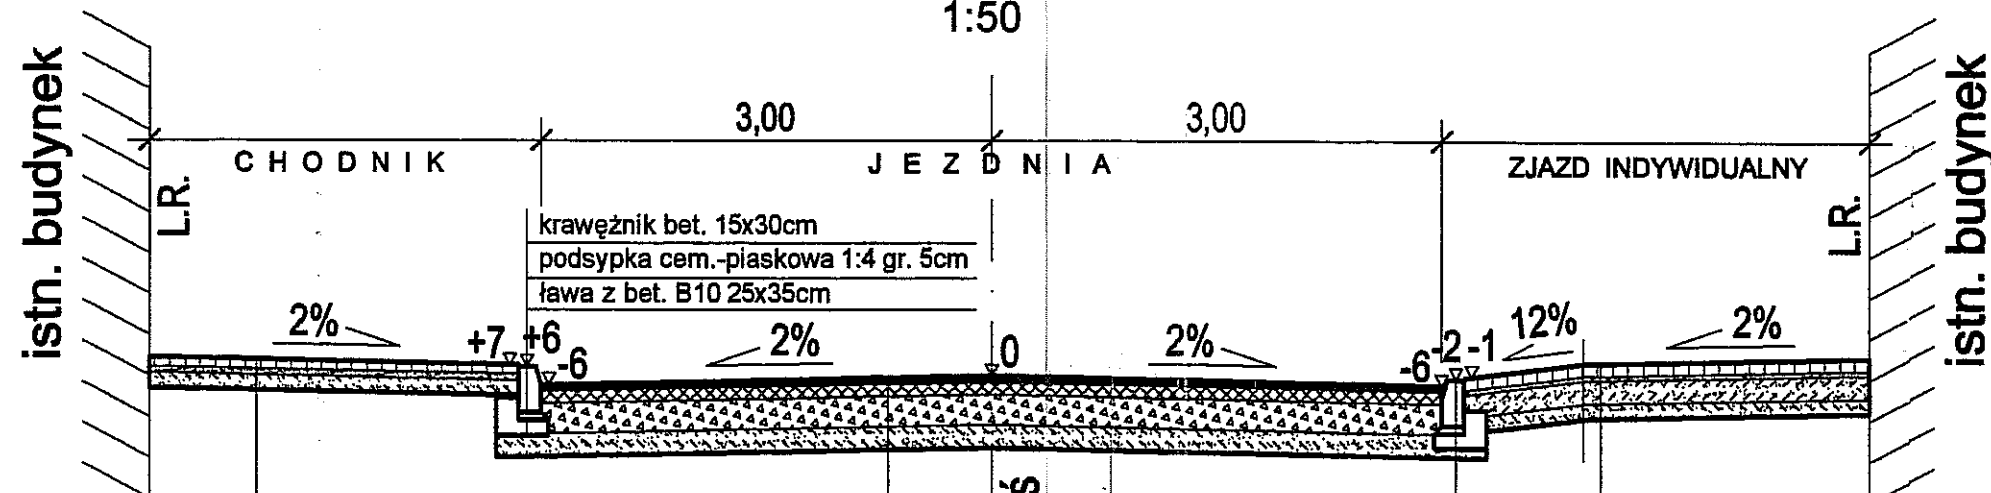 1:50
istn. budynek
istn. budynek
3,00
3,00
CHODNIK
JEZDNIA
ZJAZD INDYWIDUALNY
L.R.
L.R.
krawężnik bet. 15x30cm
podsypka cem.-piaskowa 1:4 gr. 5cm
ława z bet. B10 25x35cm
2%
+7
+6
-6
2%
0
2%
-6
-2
-1
12%
2%